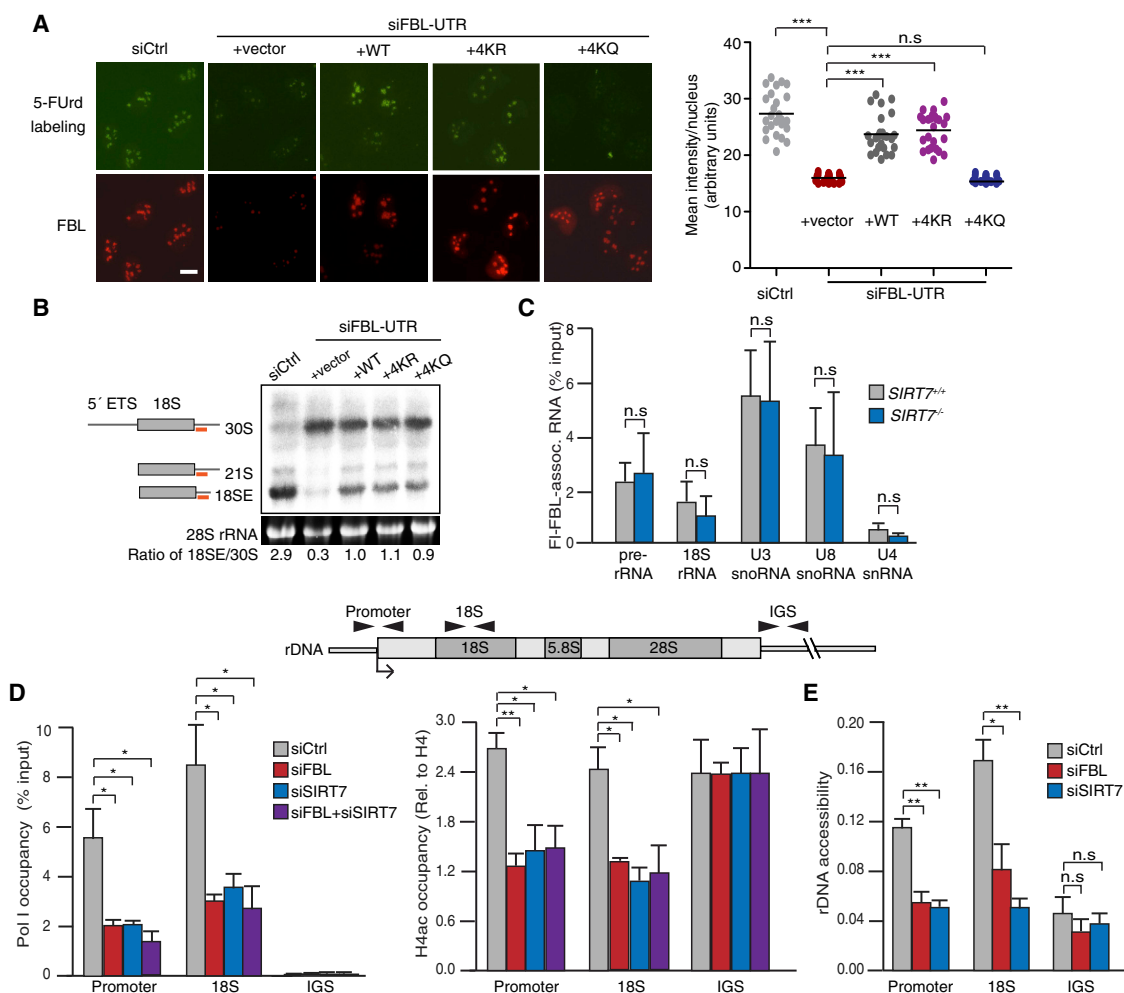 A
siFBL-UTR
siCtrl
+vector
+WT
+4KR
+4KQ
5-FUrd
labeling
FBL
***
n.s
***
***
Mean intensity/nucleus
(arbitrary units)
40
30
20
10
0
+vector
+WT
+4KR
+4KQ
siCtrl
siFBL-UTR
B
siFBL-UTR
siCtrl
+vector
+WT
+4KR
+4KQ
5´ ETS
18S
30S
21S
18SE
28S rRNA
Ratio of 18SE/30S
2.9
0.3
1.0
1.1
0.9
C
Fl-FBL-assoc. RNA (% input)
8
6
4
2
0
n.s
n.s
n.s
n.s
n.s
SIRT7+/+
SIRT7-/-
pre-
rRNA
18S
rRNA
U3
snoRNA
U8
snoRNA
U4
snRNA
Promoter
18S
IGS
rDNA
18S
5.8S
28S
D
Pol I occupancy (% input)
10
8
6
4
2
0
*
*
*
*
*
*
siCtrl
siFBL
siSIRT7
siFBL+siSIRT7
Promoter
18S
IGS
H4ac occupancy (Rel. to H4)
3.0
2.4
1.8
1.2
0.6
0.0
*
*
**
*
*
*
Promoter
18S
IGS
E
rDNA accessibility
0.20
0.16
0.12
0.08
0.04
0.00
**
**
**
*
n.s
n.s
siCtrl
siFBL
siSIRT7
Promoter
18S
IGS